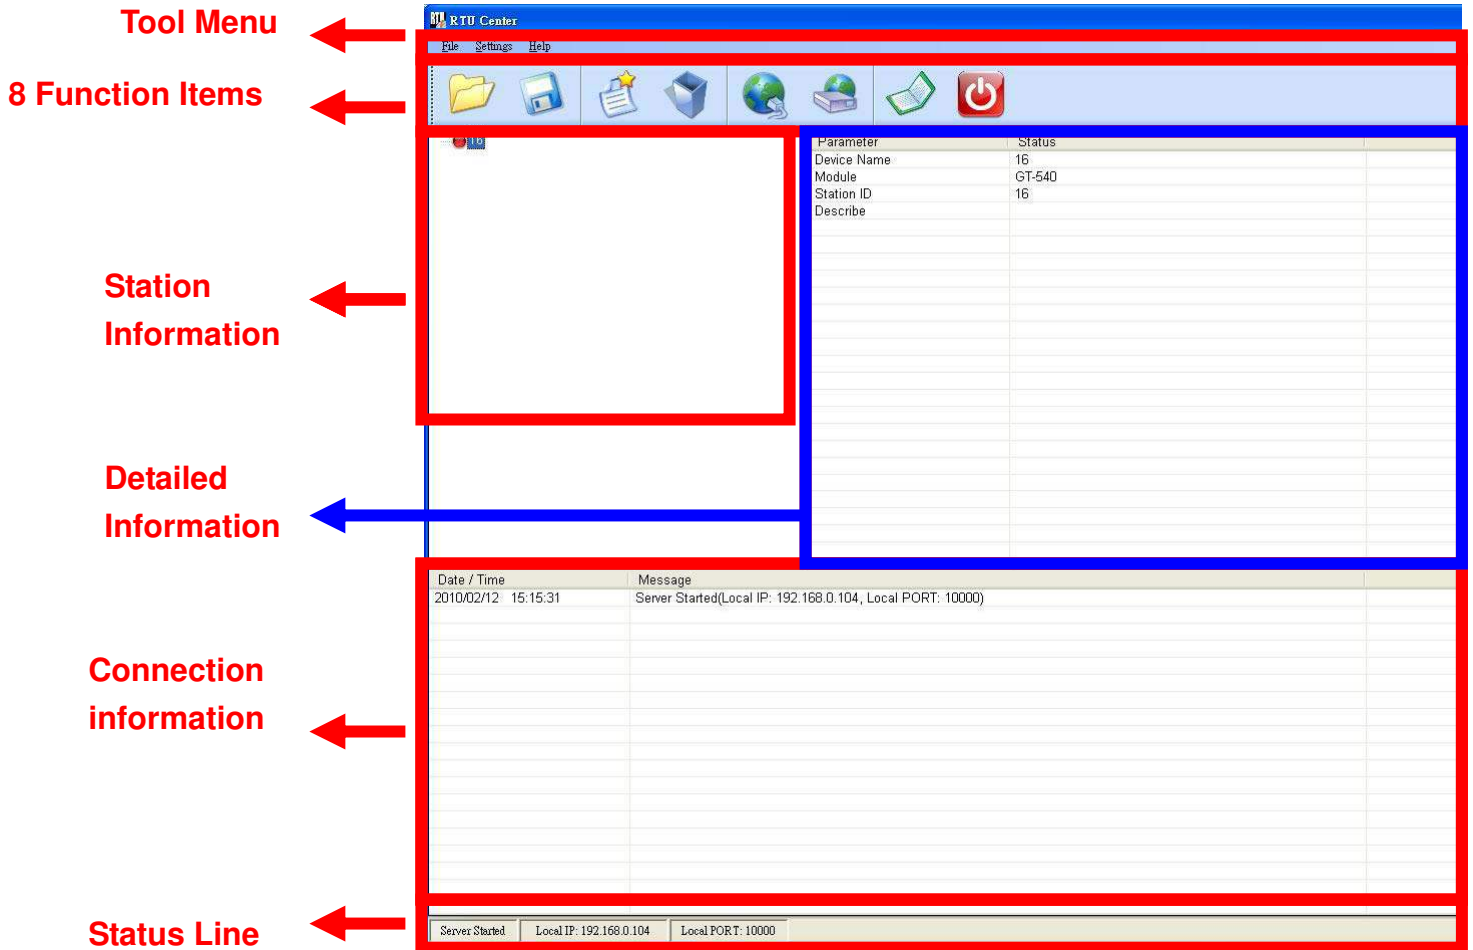 Tool Menu
RTU Center
File Settings Help
8 Function Items
16
Parameter Status
Device Name 16
Module GT-540
Station ID 16
Describe
Station
Information
Detailed
Information
Date / Time Message
2010/02/12 15:15:31 Server Started(Local IP: 192.168.0.104, Local PORT: 10000)
Connection
information
Status Line
Server Started Local IP: 192.168.0.104 Local PORT: 10000